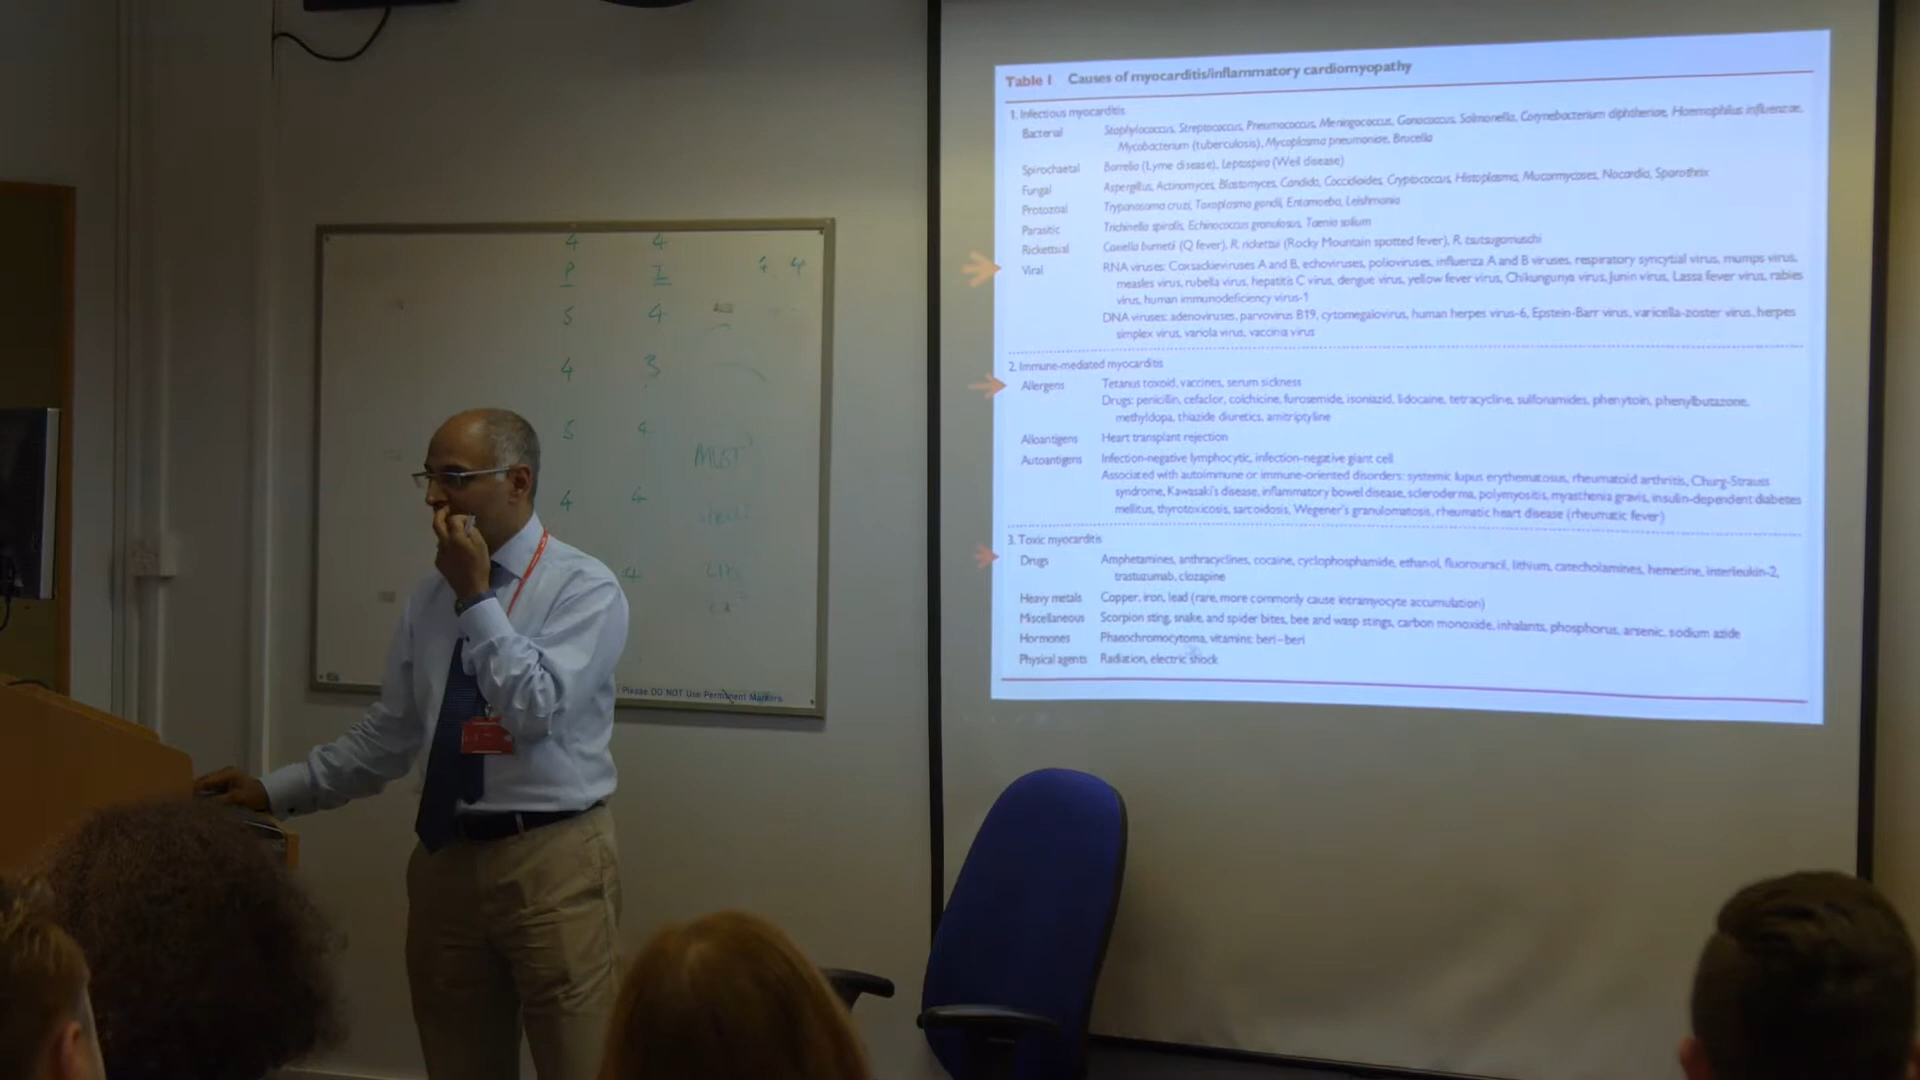 4 4
P I 4 4
5 4
4 3
5 4
MUST
4 4
4
Please DO NOT Use Permanent Markers
Table 1 Causes of myocarditis/inflammatory cardiomyopathy
1. Infectious myocarditis
Bacterial Staphylococcus, Streptococcus, Pneumococcus, Meningococcus, Gonococcus, Salmonella, Corynebacterium diphtheriae, Haemophilus influenzae,
Mycobacterium (tuberculosis), Mycoplasma pneumoniae, Brucella
Spirochaetal Borrelia (Lyme disease), Leptospira (Weil disease)
Fungal Aspergillus, Actinomyces, Blastomyces, Candida, Coccidioides, Cryptococcus, Histoplasma, Mucormycoses, Nocardia, Sporothrix
Protozoal Trypanosoma cruzi, Toxoplasma gondii, Entamoeba, Leishmania
Parasitic Trichinella spiralis, Echinococcus granulosus, Taenia solium
Rickettsial Coxiella burnetii (Q fever), R. rickettsii (Rocky Mountain spotted fever), R. tsutsugamuschi
Viral RNA viruses: Coxsackieviruses A and B, echoviruses, polioviruses, influenza A and B viruses, respiratory syncytial virus, mumps virus,
measles virus, rubella virus, hepatitis C virus, dengue virus, yellow fever virus, Chikungunya virus, Junin virus, Lassa fever virus, rabies
virus, human immunodeficiency virus-1
DNA viruses: adenoviruses, parvovirus B19, cytomegalovirus, human herpes virus-6, Epstein-Barr virus, varicella-zoster virus, herpes
simplex virus, variola virus, vaccinia virus
2. Immune-mediated myocarditis
Allergens Tetanus toxoid, vaccines, serum sickness
Drugs: penicillin, cefaclor, colchicine, furosemide, isoniazid, lidocaine, tetracycline, sulfonamides, phenytoin, phenylbutazone,
methyldopa, thiazide diuretics, amitriptyline
Alloantigens Heart transplant rejection
Autoantigens Infection-negative lymphocytic, infection-negative giant cell
Associated with autoimmune or immune-oriented disorders: systemic lupus erythematosus, rheumatoid arthritis, Churg-Strauss
syndrome, Kawasaki's disease, inflammatory bowel disease, scleroderma, polymyositis, myasthenia gravis, insulin-dependent diabetes
mellitus, thyrotoxicosis, sarcoidosis, Wegener's granulomatosis, rheumatic heart disease (rheumatic fever)
3. Toxic myocarditis
Drugs Amphetamines, anthracyclines, cocaine, cyclophosphamide, ethanol, fluorouracil, lithium, catecholamines, hemetine, interleukin-2,
trastuzumab, clozapine
Heavy metals Copper, iron, lead (rare, more commonly cause intramyocyte accumulation)
Miscellaneous Scorpion sting, snake, and spider bites, bee and wasp stings, carbon monoxide, inhalants, phosphorus, arsenic, sodium azide
Hormones Phaeochromocytoma, vitamins: beri-beri
Physical agents Radiation, electric shock